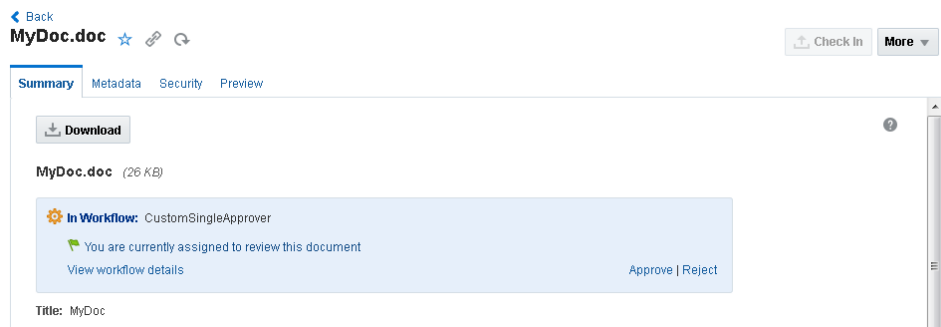 Back
MyDoc.doc
Check In More
Summary Metadata Security Preview
Download
?
MyDoc.doc (26 KB)
In Workflow: CustomSingleApprover
You are currently assigned to review this document
View workflow details Approve | Reject
Title: MyDoc